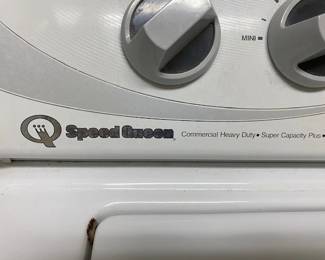 MINI
Speed Queen
Commercial Heavy Duty • Super Capacity Plus •